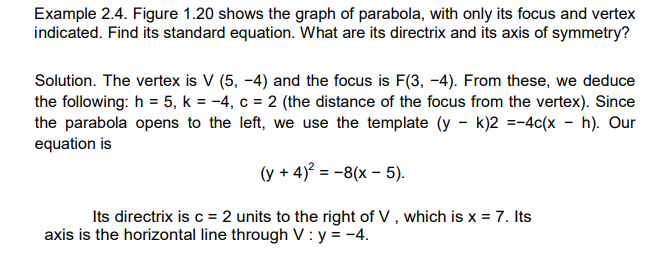 Example 2.4. Figure 1.20 shows the graph of parabola, with only its focus and vertex
indicated. Find its standard equation. What are its directrix and its axis of symmetry?
Solution. The vertex is V (5, −4) and the focus is F(3, −4). From these, we deduce
the following: h = 5, k = −4, c = 2 (the distance of the focus from the vertex). Since
the parabola opens to the left, we use the template (y − k)2 =−4c(x − h). Our
equation is
(y + 4)² = −8(x − 5).
Its directrix is c = 2 units to the right of V , which is x = 7. Its
axis is the horizontal line through V : y = −4.